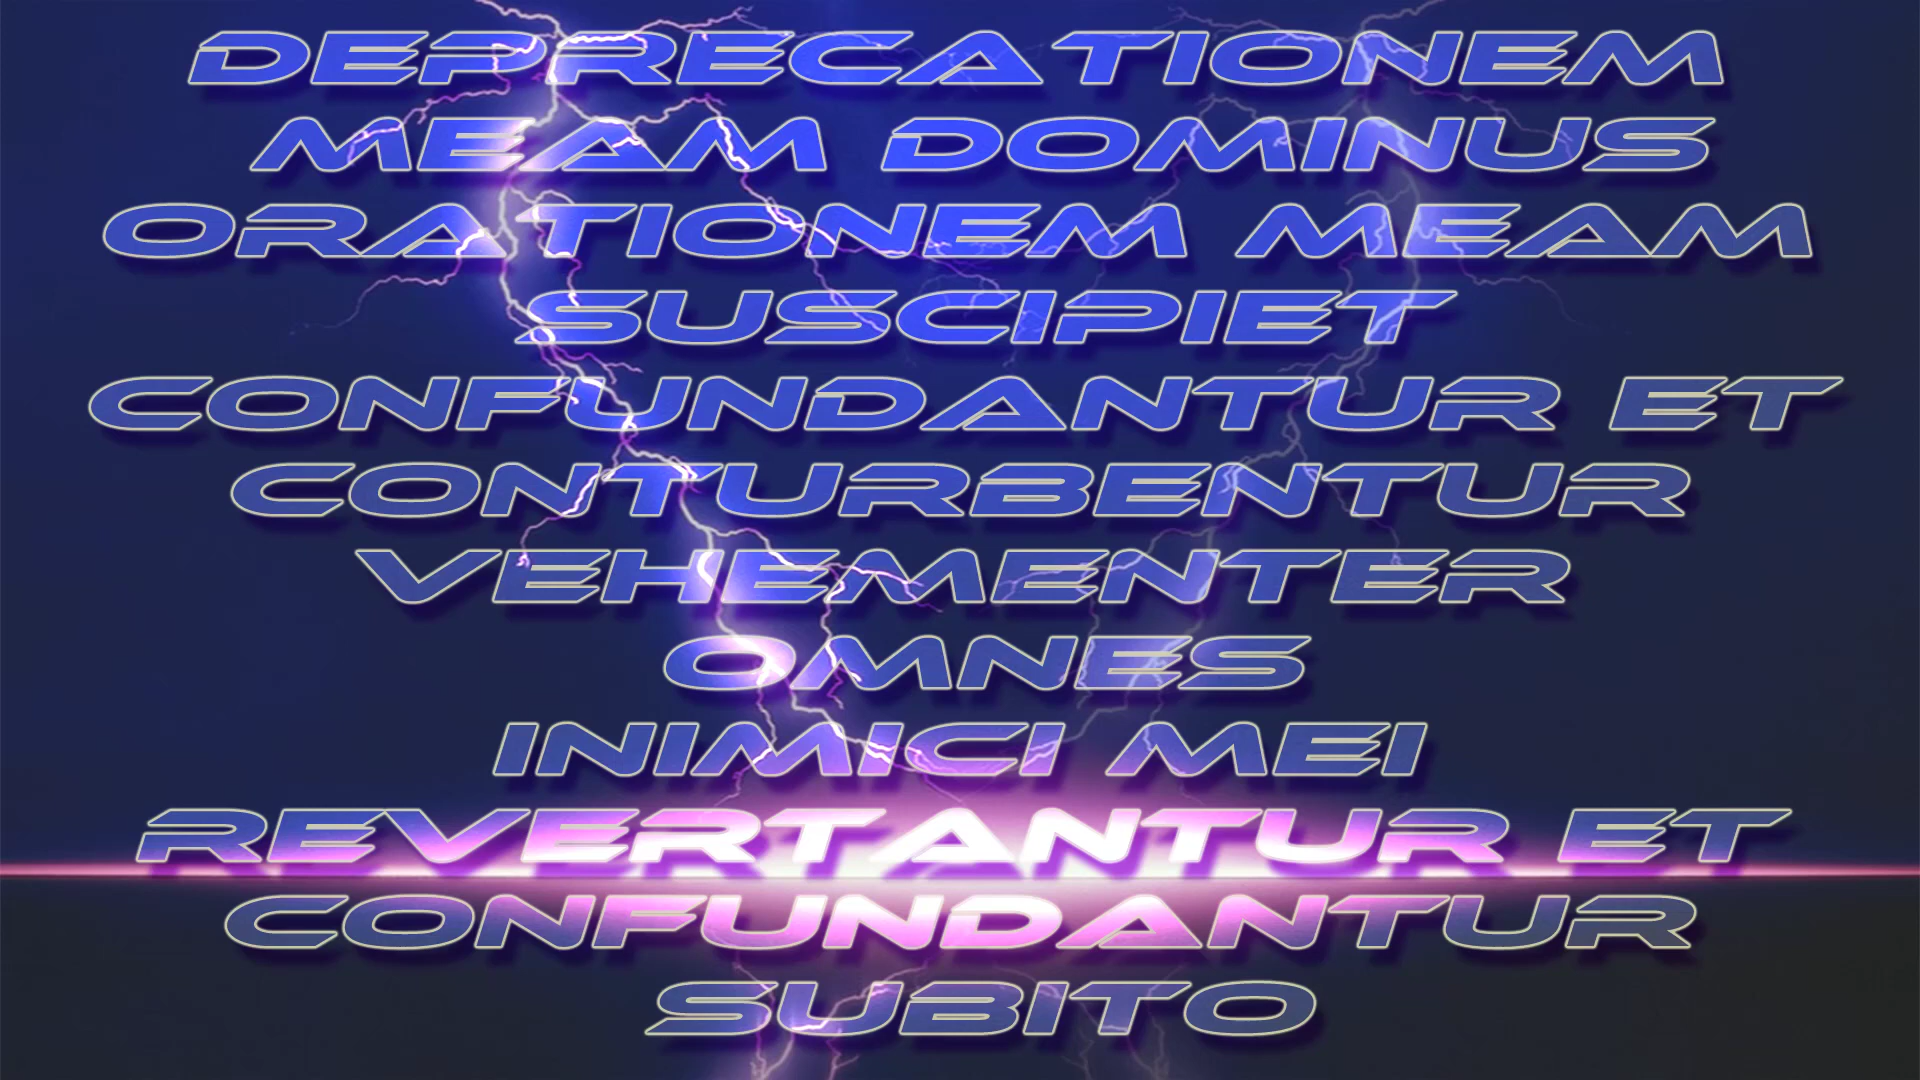 DEPRECATIONEM
MEAM DOMINUS
ORATIONEM MEAM
SUSCIPIET
CONFUNDANTUR ET
CONTURBENTUR
VEHEMENTER
OMNES
INIMICI MEI
REVERTANTUR ET
CONFUNDANTUR
SUBITO